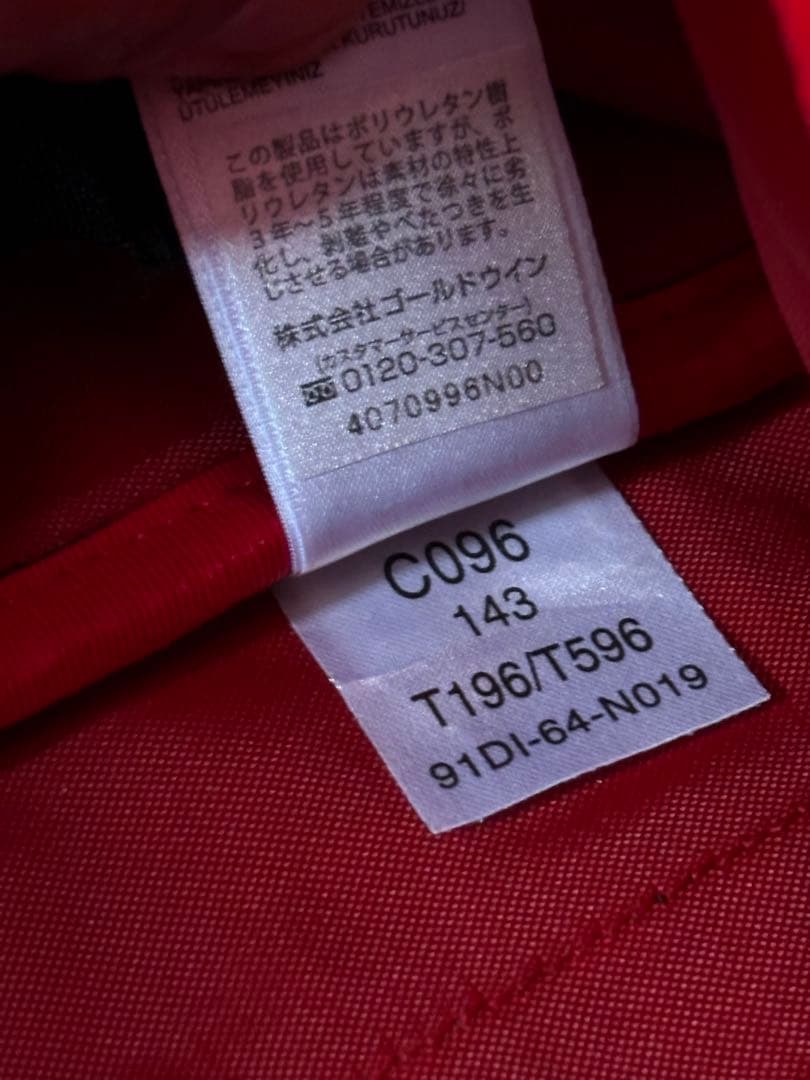 KURUTUNUZ/
ÜTÜLEMEYİNİZ
この製品はポリウレタン樹
脂を使用していますが、ポ
リウレタンは素材の特性上
3年〜5年程度で徐々に劣
化し、剥離やべたつきを生
じさせる場合があります。
株式会社ゴールドウイン
(カスタマーサービスセンター)
0120-307-560
4070996N00
C096
143
T196/T596
91DI-64-N019